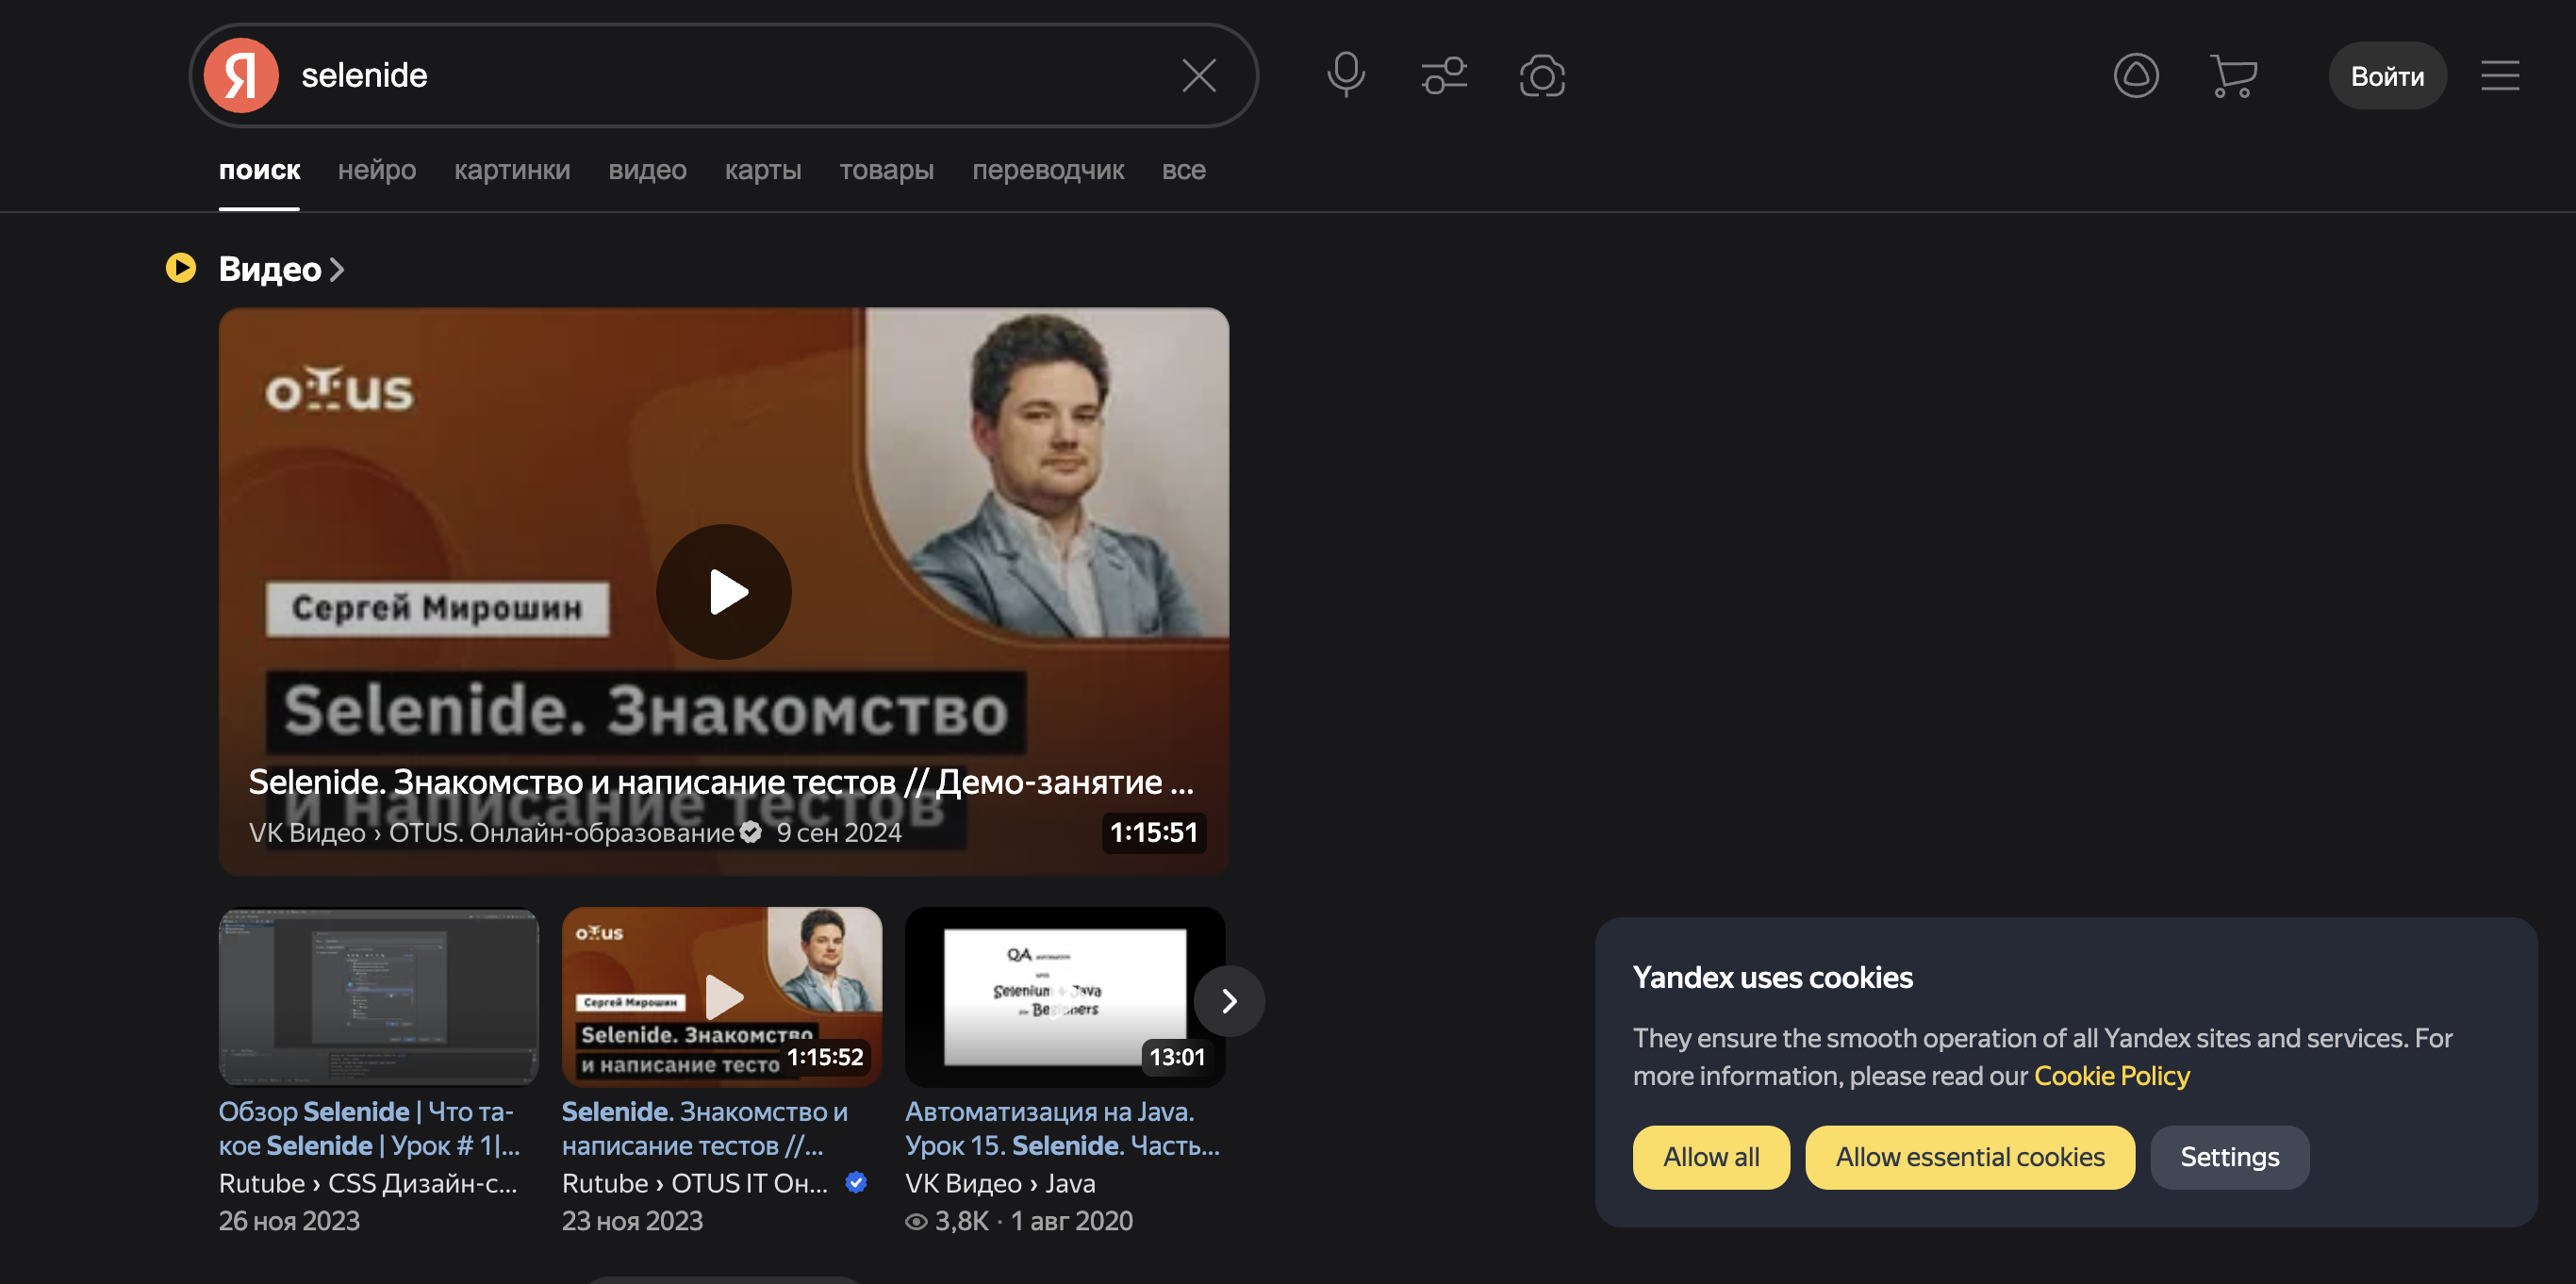 Я selenide
Войти
поиск нейро картинки видео карты товары переводчик все
Видео
oTus
Сергей Мирошин
Selenide. Знакомство
и написание тестов
Selenide. Знакомство и написание тестов // Демо-занятие ...
VK Видео › OTUS. Онлайн-образование 9 сен 2024
1:15:51
oTus
Сергей Мирошин
Selenide. Знакомство
и написание тесто
1:15:52
QA
Selenium + Java
Beginners
13:01
Обзор Selenide | Что та-
кое Selenide | Урок # 1|...
Rutube › CSS Дизайн-с...
26 ноя 2023
Selenide. Знакомство и
написание тестов //...
Rutube › OTUS IT Он...
23 ноя 2023
Автоматизация на Java.
Урок 15. Selenide. Часть...
VK Видео › Java
3,8K · 1 авг 2020
Yandex uses cookies
They ensure the smooth operation of all Yandex sites and services. For
more information, please read our Cookie Policy
Allow all
Allow essential cookies
Settings